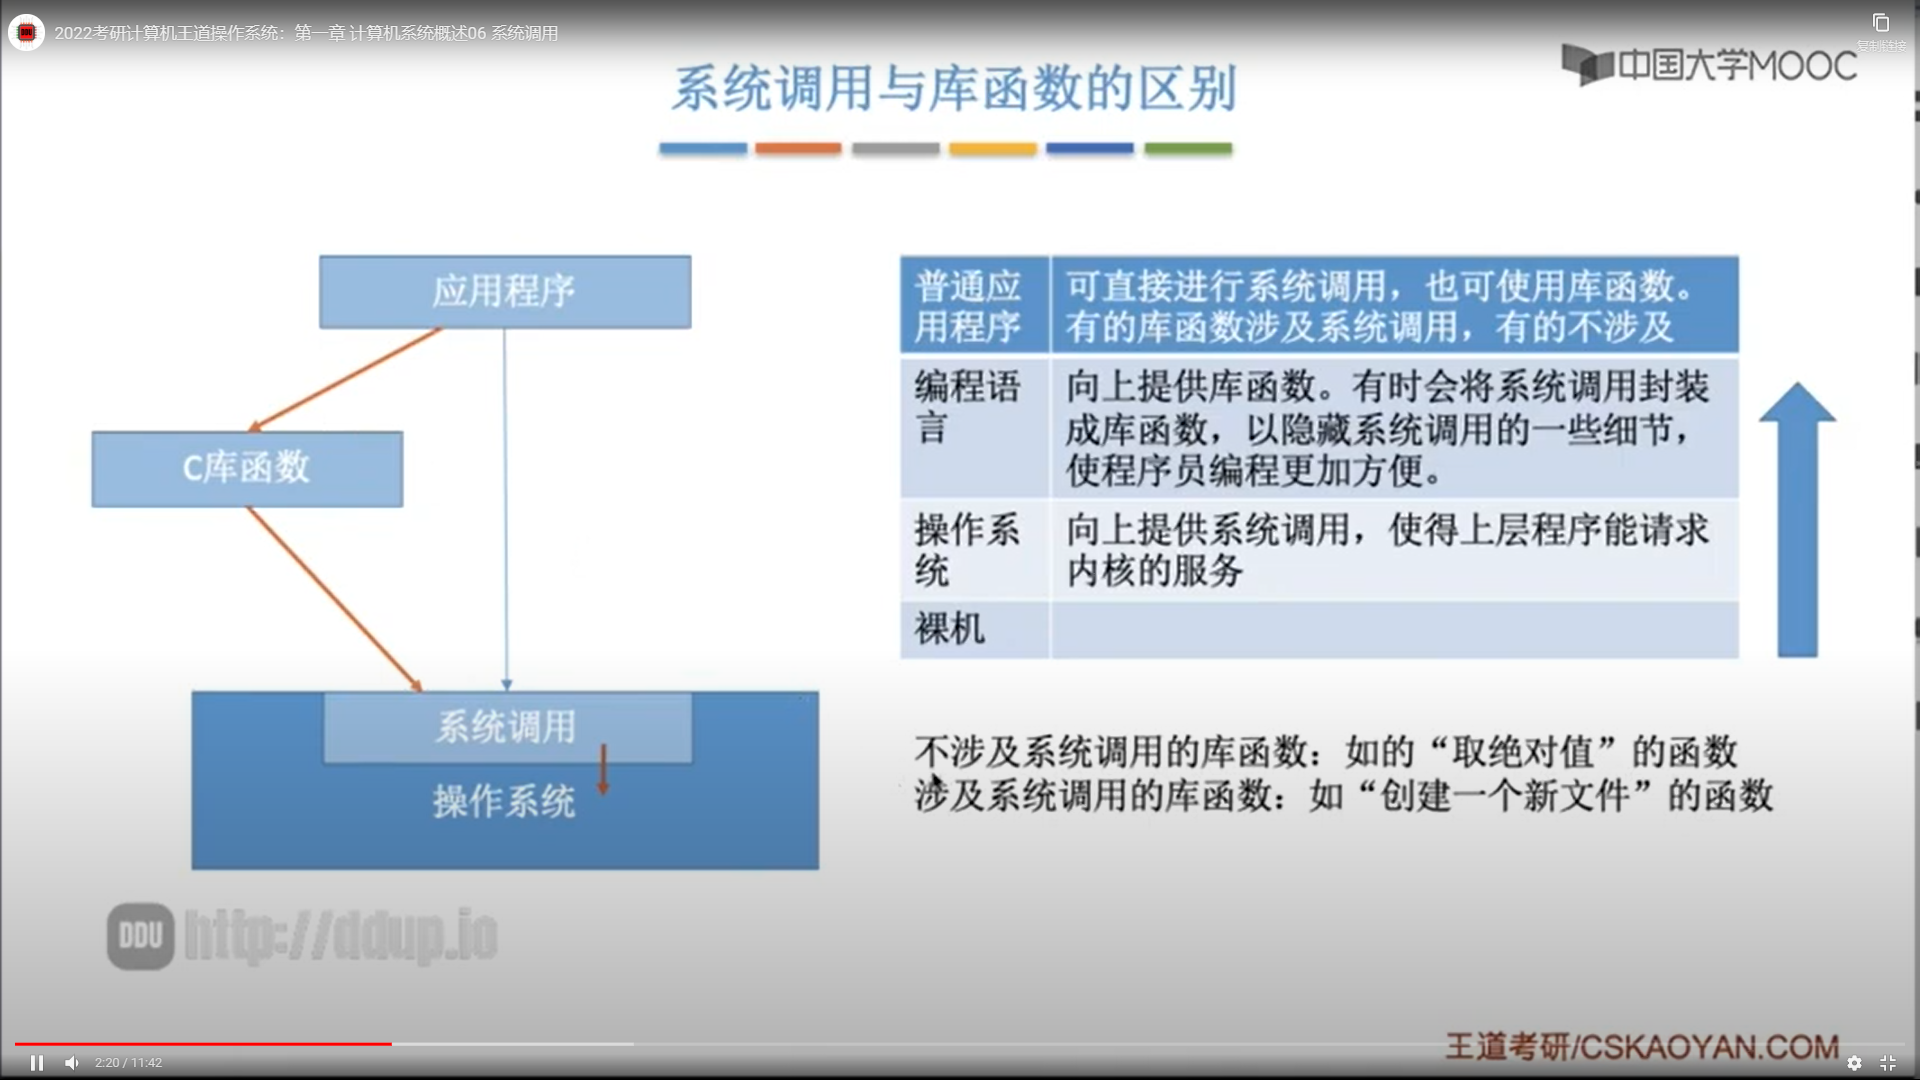 2022考研计算机王道操作系统：第一章 计算机系统概述06 系统调用
复制链接
中国大学MOOC
系统调用与库函数的区别
应用程序
C库函数
系统调用
操作系统
普通应
用程序
可直接进行系统调用，也可使用库函数。
有的库函数涉及系统调用，有的不涉及
编程语
言
向上提供库函数。有时会将系统调用封装
成库函数，以隐藏系统调用的一些细节，
使程序员编程更加方便。
操作系
统
向上提供系统调用，使得上层程序能请求
内核的服务
裸机
不涉及系统调用的库函数：如的“取绝对值”的函数
涉及系统调用的库函数：如“创建一个新文件”的函数
DDU http://ddup.io
王道考研/CSKAOYAN.COM
2:20 / 11:42